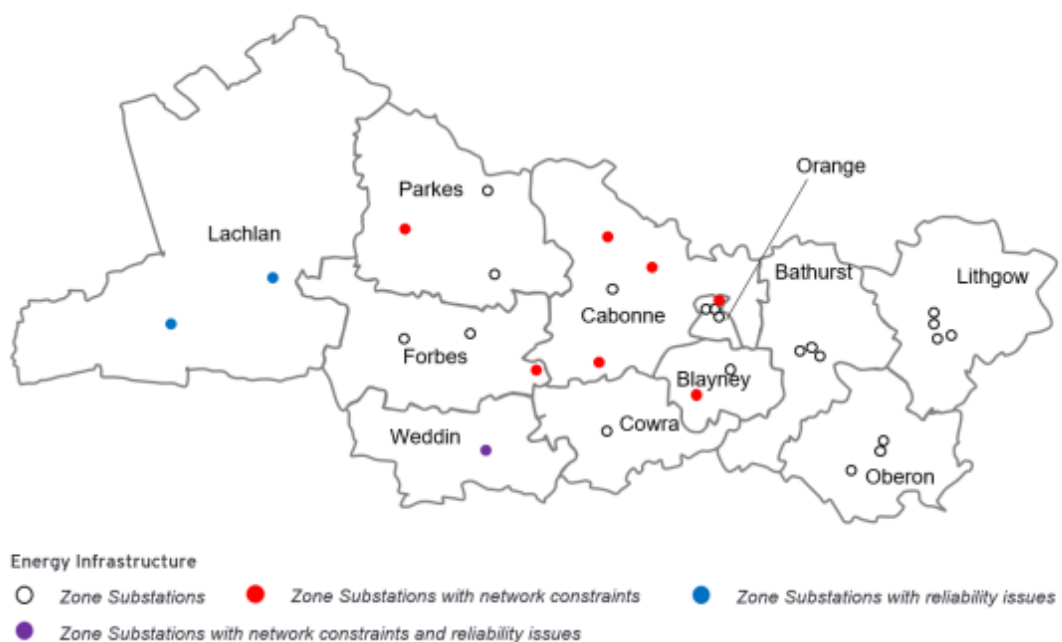 Orange
Parkes
Lachlan
Bathurst
Lithgow
Cabonne
Forbes
Blayney
Cowra
Weddin
Oberon
Energy Infrastructure
Zone Substations
Zone Substations with network constraints
Zone Substations with reliability issues
Zone Substations with network constraints and reliability issues